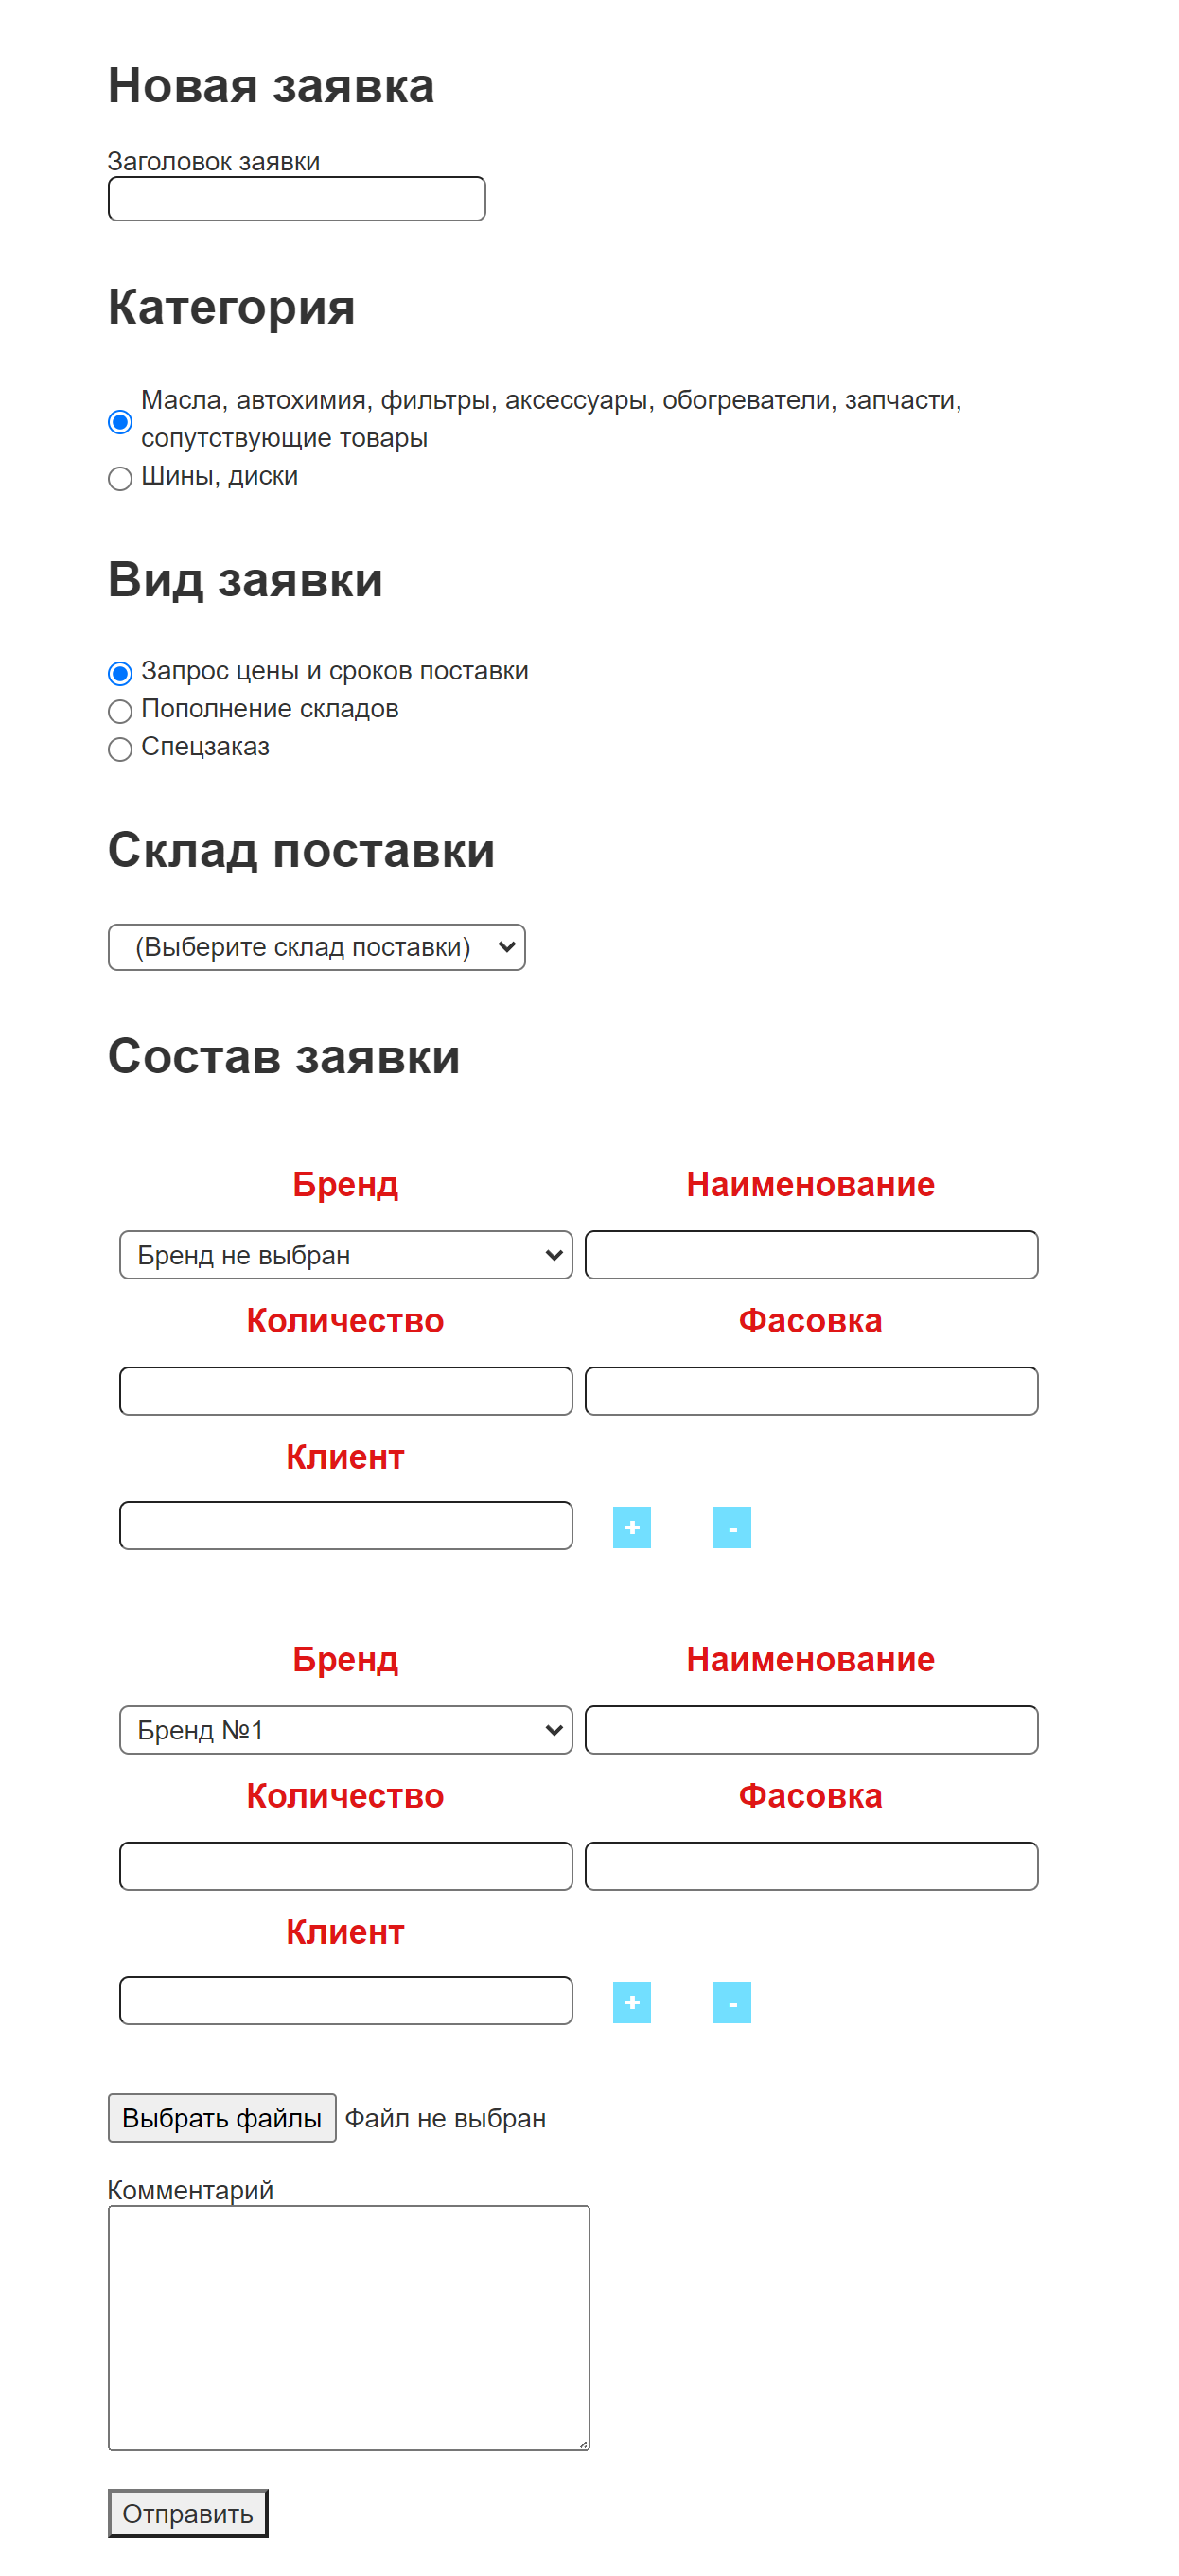 Новая заявка
Заголовок заявки
Категория
Масла, автохимия, фильтры, аксессуары, обогреватели, запчасти,
сопутствующие товары
Шины, диски
Вид заявки
Запрос цены и сроков поставки
Пополнение складов
Спецзаказ
Склад поставки
(Выберите склад поставки)
Состав заявки
Бренд Наименование
Бренд не выбран
Количество Фасовка
Клиент
+ -
Бренд Наименование
Бренд №1
Количество Фасовка
Клиент
+ -
Выбрать файлы Файл не выбран
Комментарий
Отправить